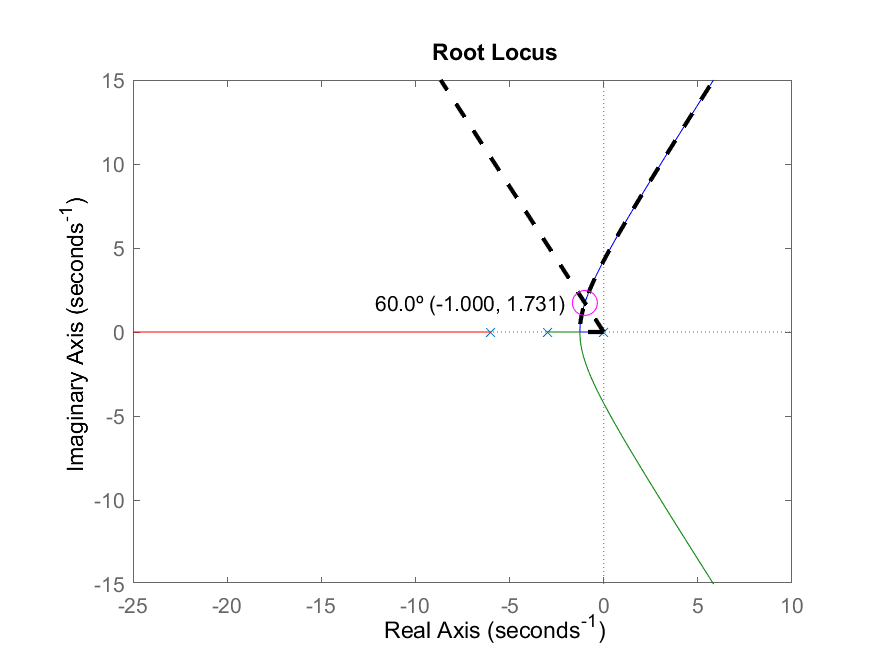 Root Locus
15
10
5
0
-5
-10
-15
60.0º (-1.000, 1.731)
-25 -20 -15 -10 -5 0 5 10
Real Axis (seconds-1)
Imaginary Axis (seconds-1)